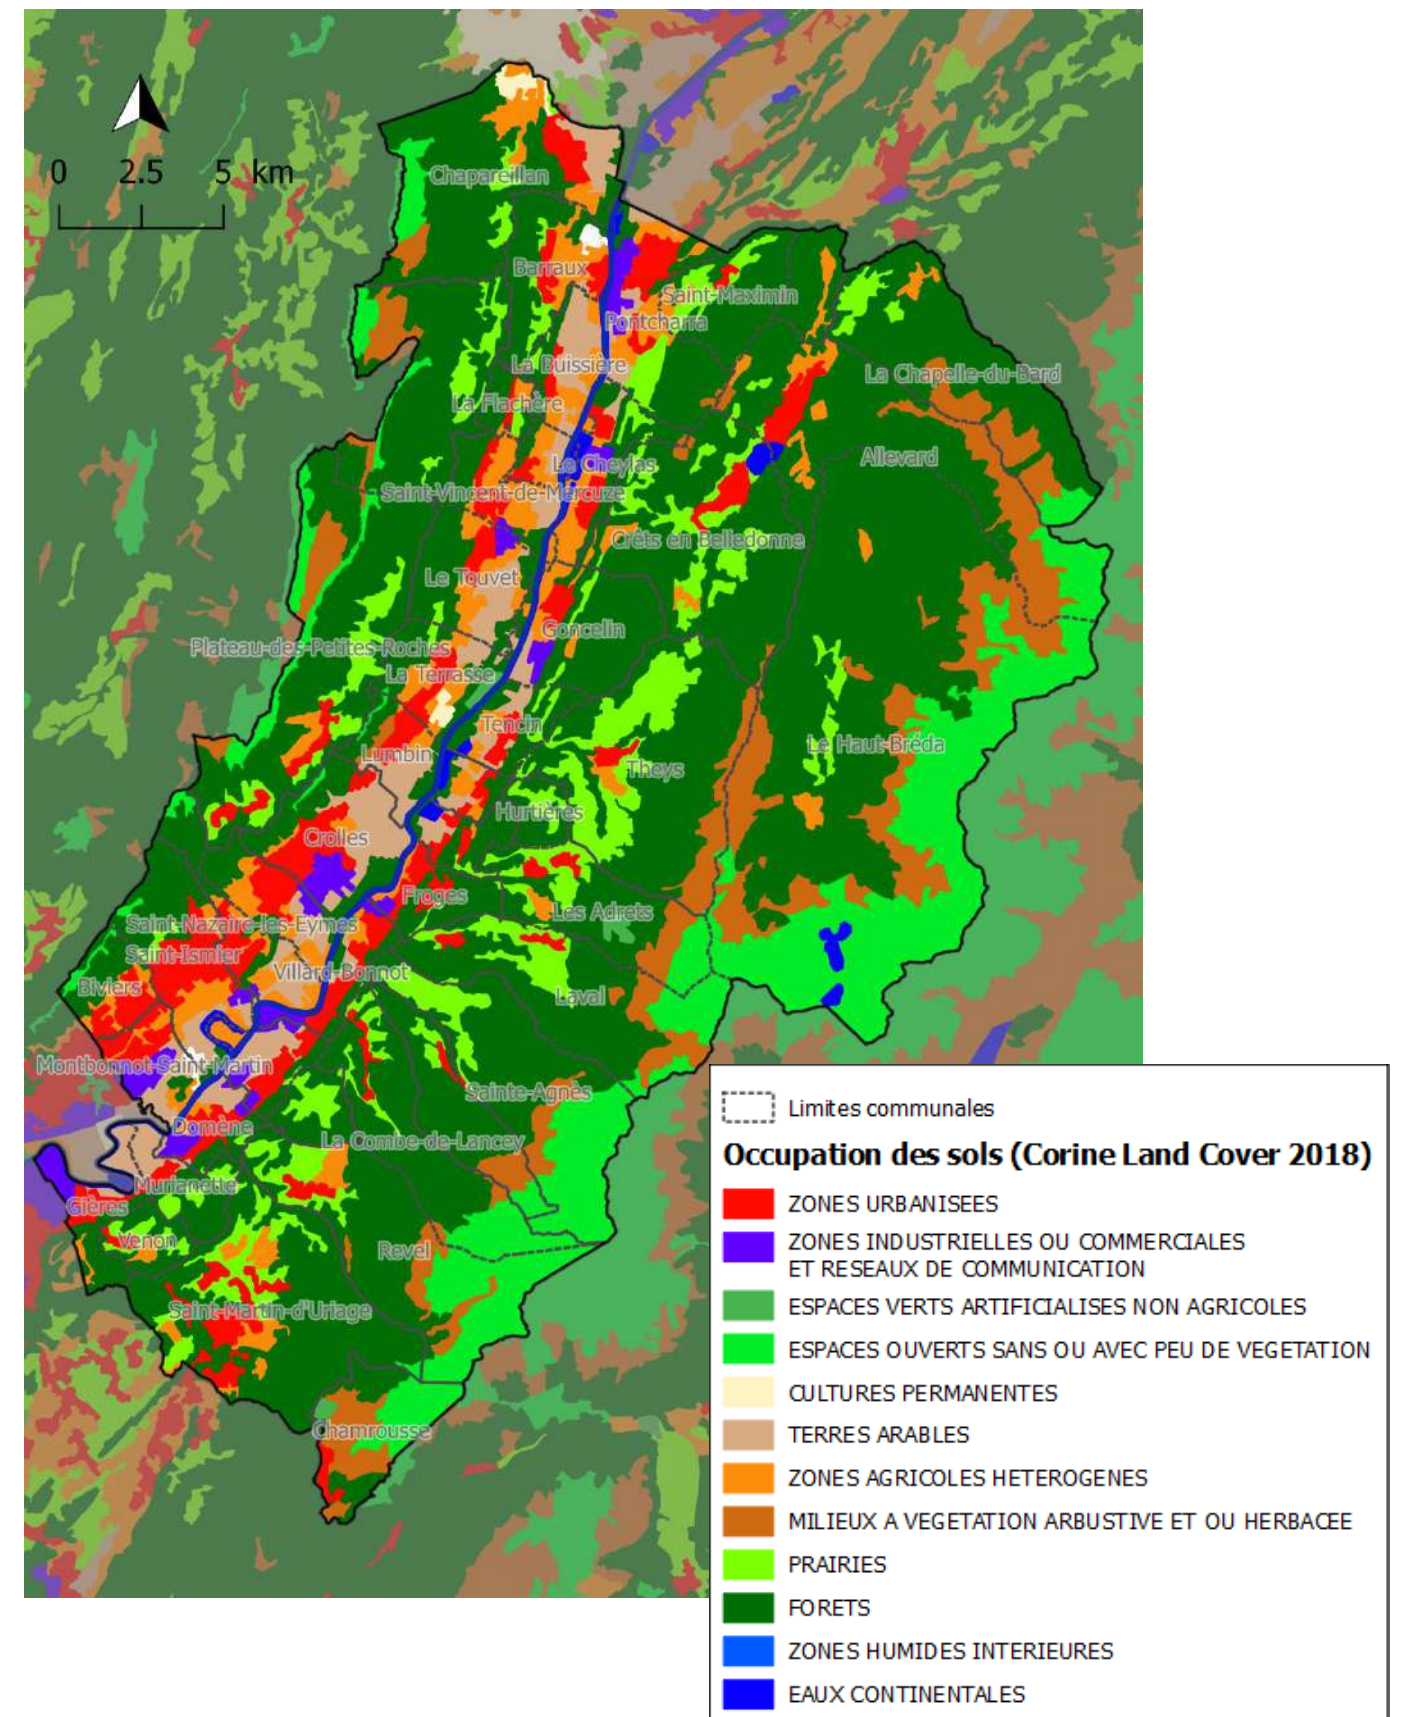 0 2.5 5 km
Chapareillan
Barraux
Saint-Maximin
Pontcharra
La Buissière
La Chapelle-du-Bard
La Flachère
Allevard
Le Cheylas
Saint-Vincent-de-Mercuze
Crêts en Belledonne
Le Touvet
Goncelin
Plateau-des-Petites-Roches
La Terrasse
Tencin
Le Haut-Bréda
Lumbin
Theys
Hurtières
Crolles
Froges
Les Adrets
Saint-Nazaire-les-Eymes
Saint-Ismier
Villard-Bonnot
Biviers
Laval
Montbonnot-Saint-Martin
Sainte-Agnès
Domène
La Combe-de-Lancey
Murianette
Gières
Venon
Revel
Saint-Martin-d'Uriage
Chamrousse
Limites communales
Occupation des sols (Corine Land Cover 2018)
ZONES URBANISEES
ZONES INDUSTRIELLES OU COMMERCIALES
ET RESEAUX DE COMMUNICATION
ESPACES VERTS ARTIFICIALISES NON AGRICOLES
ESPACES OUVERTS SANS OU AVEC PEU DE VEGETATION
CULTURES PERMANENTES
TERRES ARABLES
ZONES AGRICOLES HETEROGENES
MILIEUX A VEGETATION ARBUSTIVE ET OU HERBACEE
PRAIRIES
FORETS
ZONES HUMIDES INTERIEURES
EAUX CONTINENTALES